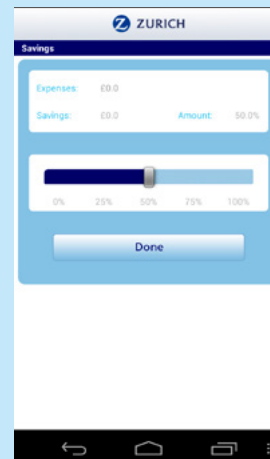 ZURICH
Savings
Expenses: £0.0
Savings: £0.0 Amount: 50.0%
0% 25% 50% 75% 100%
Done